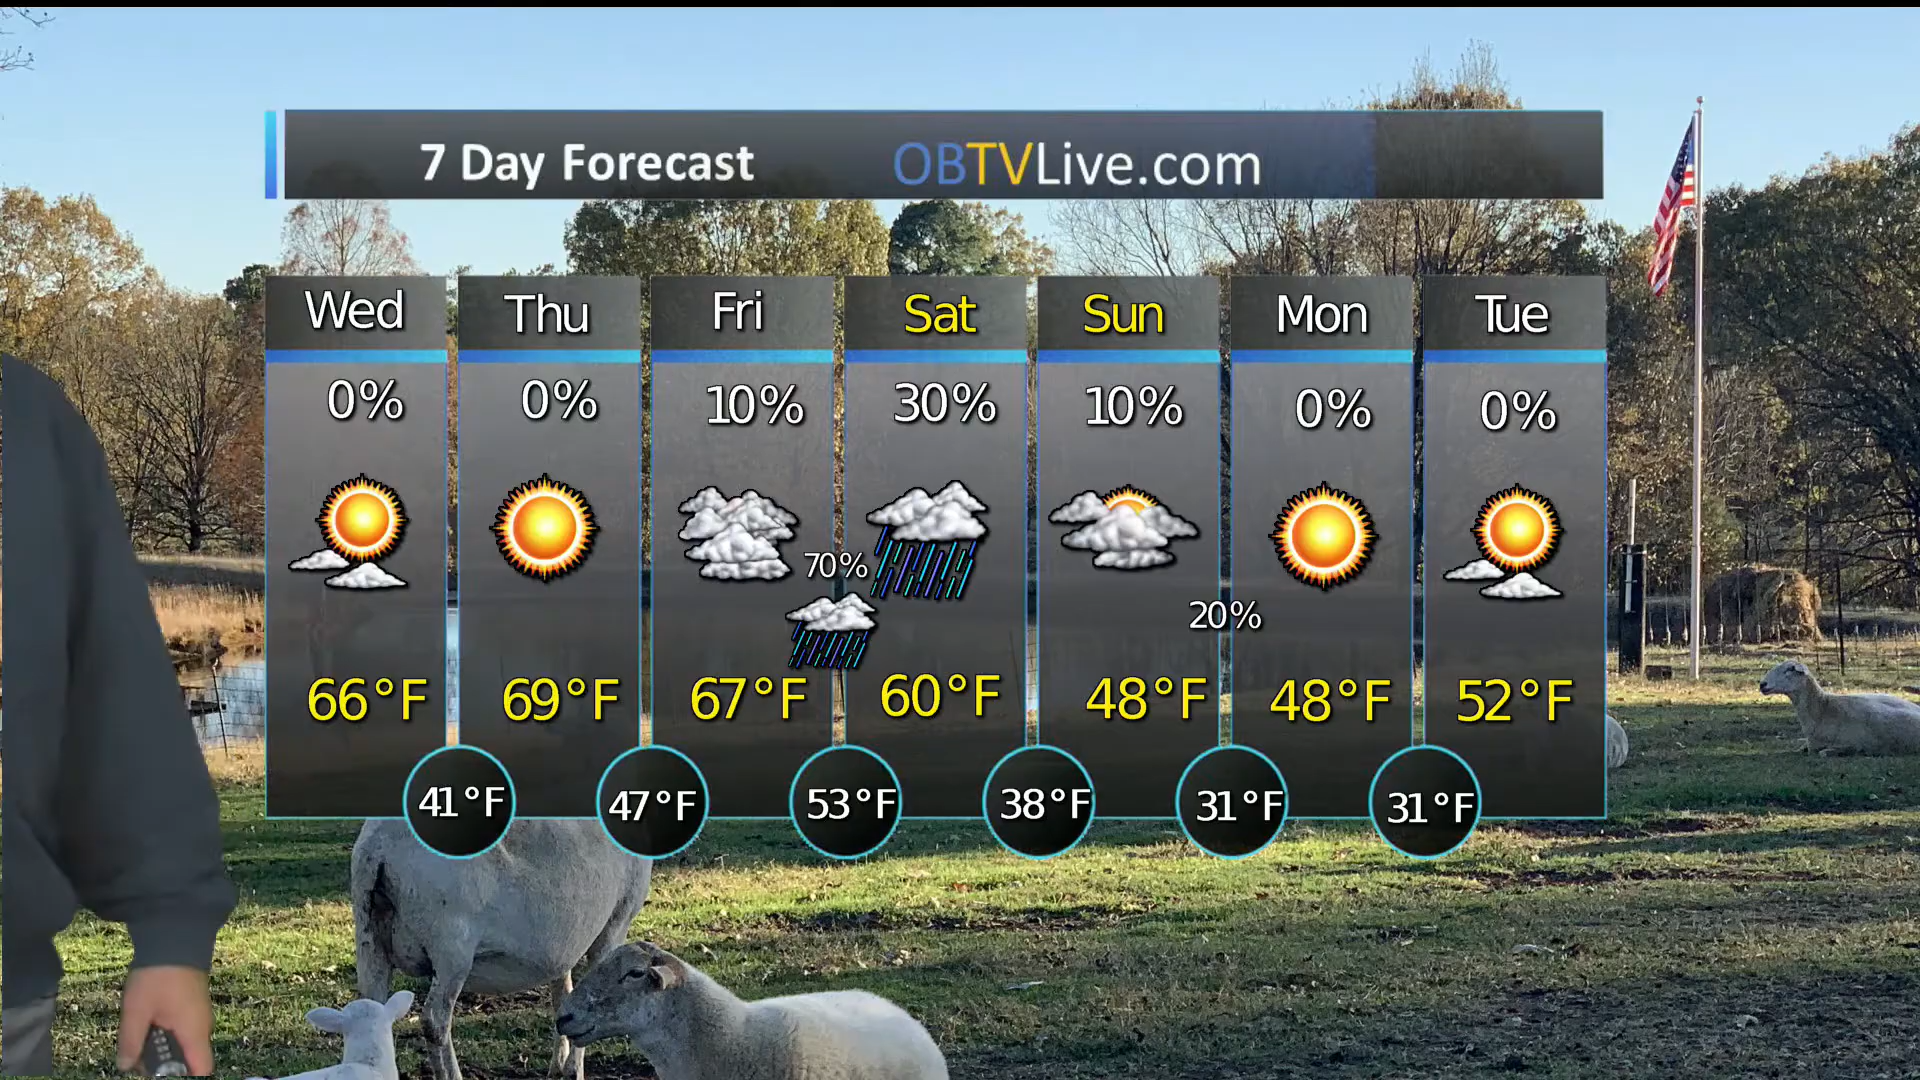 7 Day Forecast OBTVLive.com
Wed Thu Fri Sat Sun Mon Tue
0% 0% 10% 30% 10% 0% 0%
70%
20%
66°F 69°F 67°F 60°F 48°F 48°F 52°F
41°F 47°F 53°F 38°F 31°F 31°F